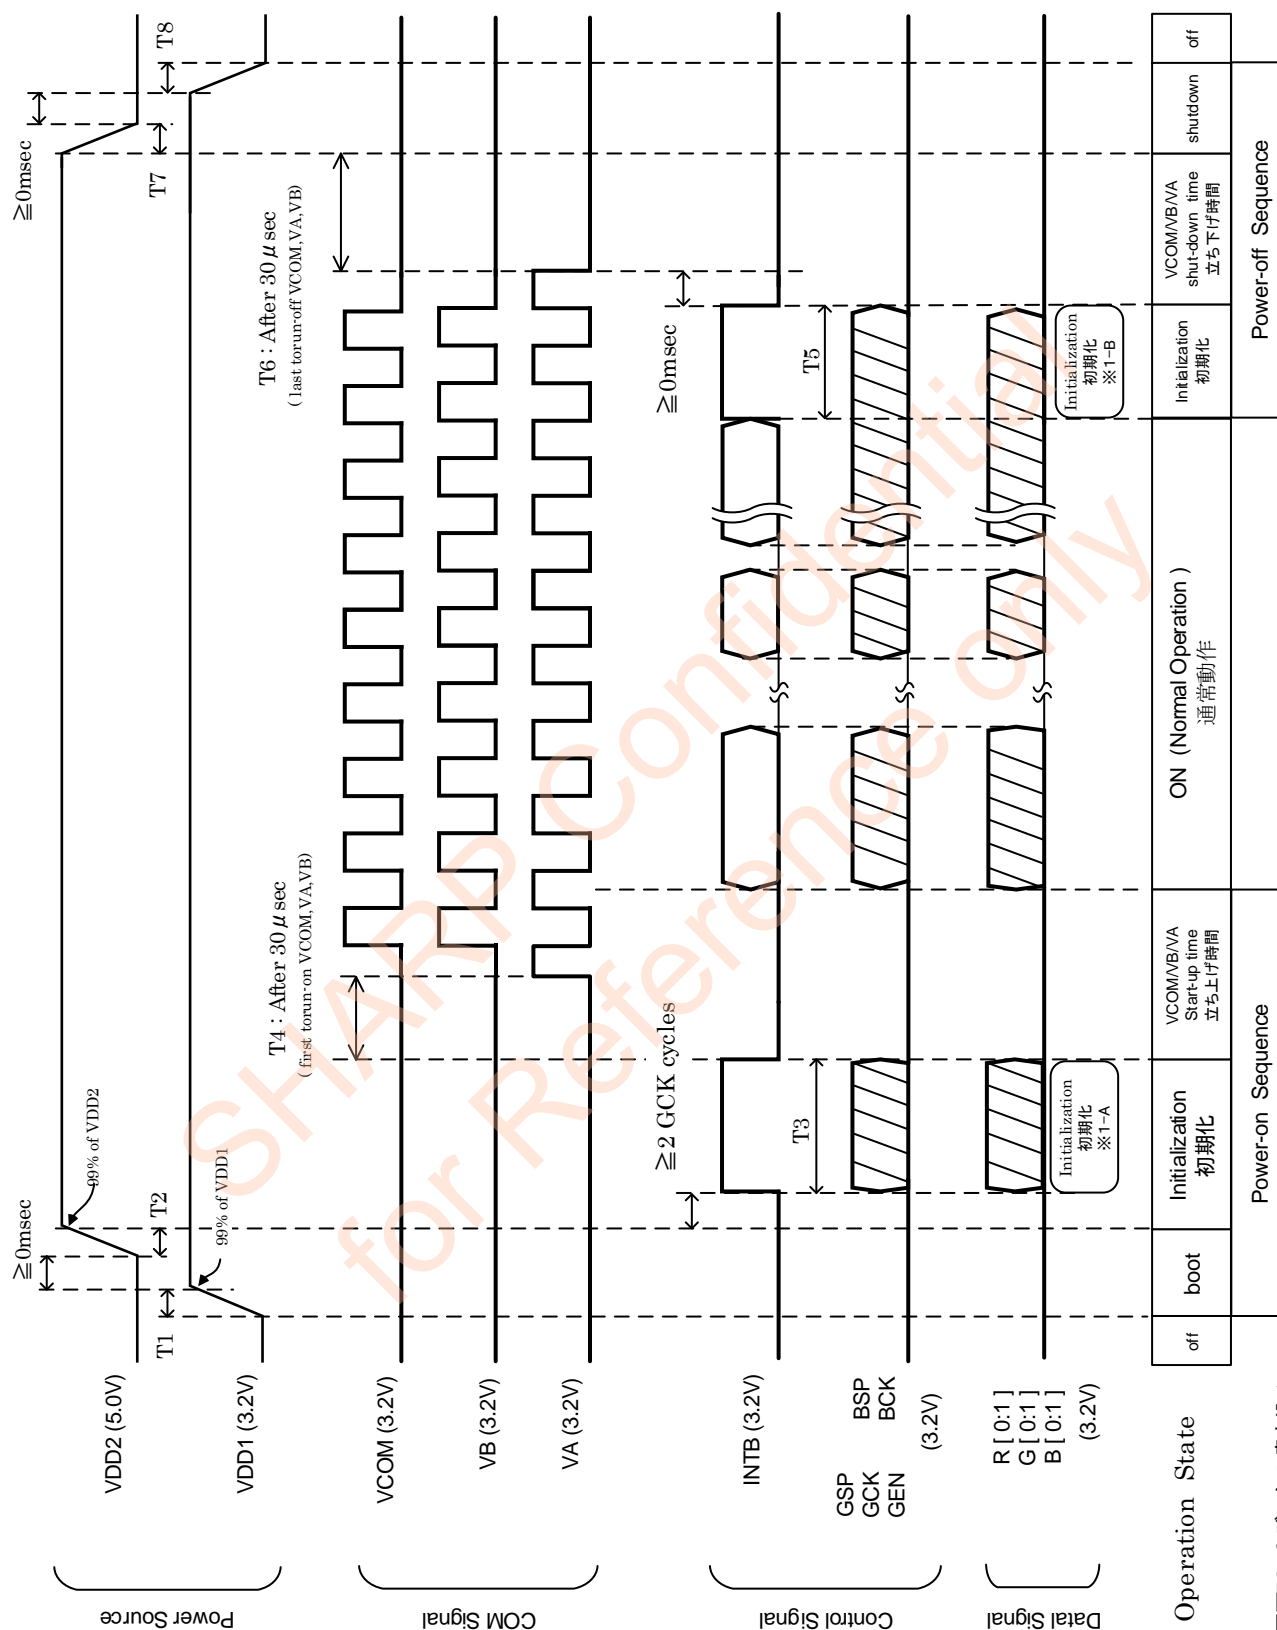 Power Source
VDD2 (5.0V)
VDD1 (3.2V)
≧0msec
T1
T2
99% of VDD2
99% of VDD1
≧0msec
T7
T8
COM Signal
VCOM (3.2V)
VB (3.2V)
VA (3.2V)
T4 : After 30μsec
( first torun-on VCOM,VA,VB)
T6 : After 30μsec
( last torun-off VCOM,VA,VB)
Control Signal
INTB (3.2V)
GSP BSP
GCK BCK
GEN
(3.2V)
≧2 GCK cycles
T3
≧0msec
T5
Datal Signal
R [ 0:1 ]
G [ 0:1 ]
B [ 0:1 ]
(3.2V)
Initialization
初期化
※1-A
Initialization
初期化
※1-B
Operation State
off
boot
Initialization
初期化
VCOM/VB/VA
Start-up time
立ち上げ時間
ON (Normal Operation )
通常動作
Initialization
初期化
VCOM/VB/VA
shut-down time
立ち下げ時間
shutdown
off
Power-on Sequence
Power-off Sequence
SHARP Confidential
for Reference only